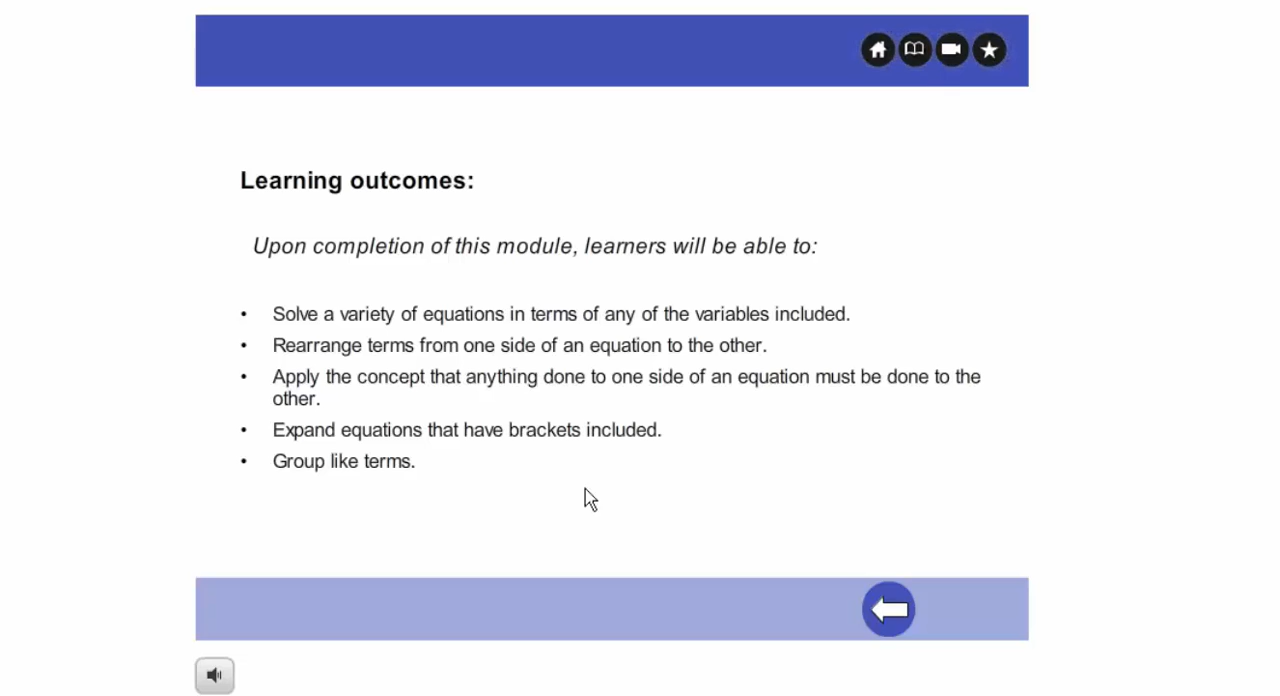 Learning outcomes:
Upon completion of this module, learners will be able to:
• Solve a variety of equations in terms of any of the variables included.
• Rearrange terms from one side of an equation to the other.
• Apply the concept that anything done to one side of an equation must be done to the
other.
• Expand equations that have brackets included.
• Group like terms.